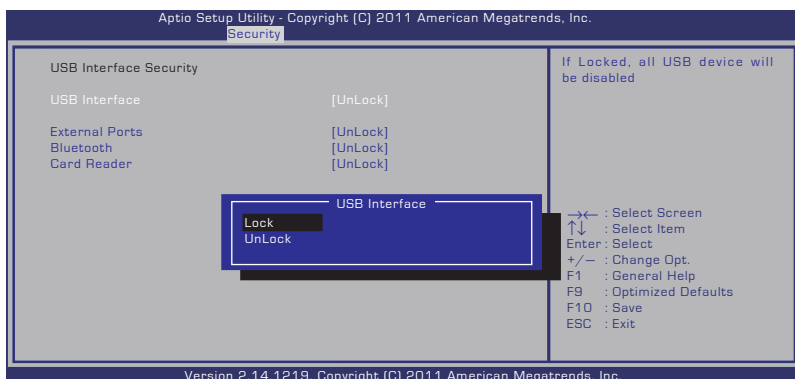 Aptio Setup Utility - Copyright (C) 2011 American Megatrends, Inc.
Security
USB Interface Security
USB Interface [UnLock]
External Ports [UnLock]
Bluetooth [UnLock]
Card Reader [UnLock]
If Locked, all USB device will
be disabled
USB Interface
Lock
UnLock
→← : Select Screen
↑↓ : Select Item
Enter : Select
+/— : Change Opt.
F1 : General Help
F9 : Optimized Defaults
F10 : Save
ESC : Exit
Version 2.14.1219. Copyright (C) 2011 American Megatrends, Inc.